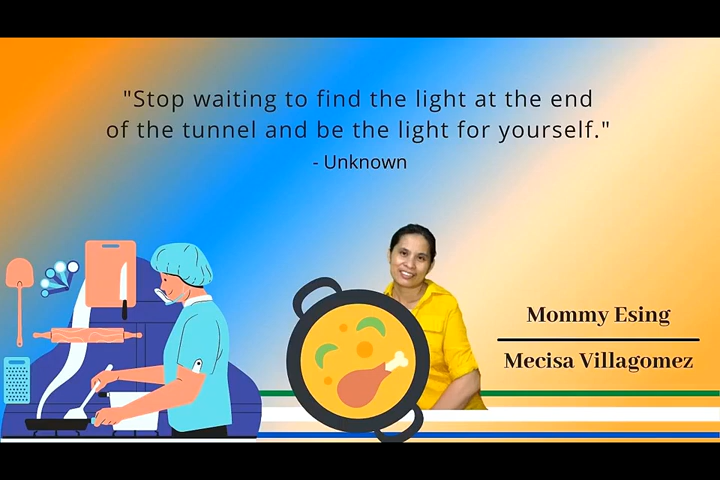 "Stop waiting to find the light at the end
of the tunnel and be the light for yourself."
- Unknown
Mommy Esing
Mecisa Villagomez